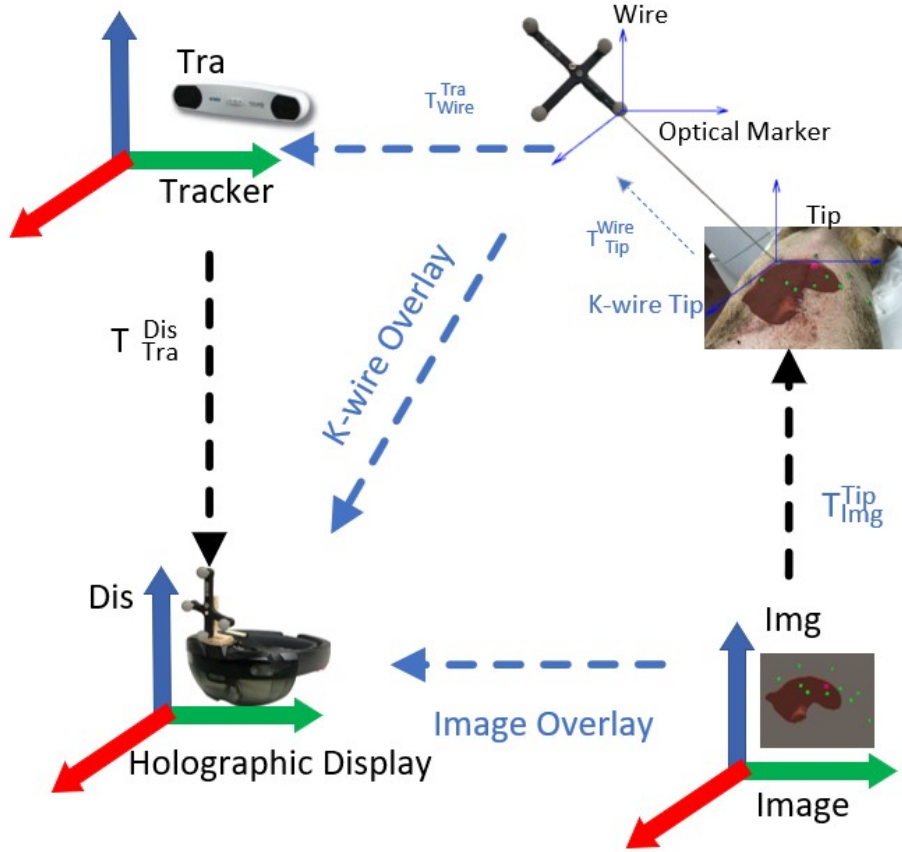 Wire
Tra
T Tra Wire
Optical Marker
Tracker
Tip
T Wire Tip
K-wire Tip
K-wire Overlay
T Dis Tra
T Tip Img
Dis
Img
Image Overlay
Holographic Display
Image